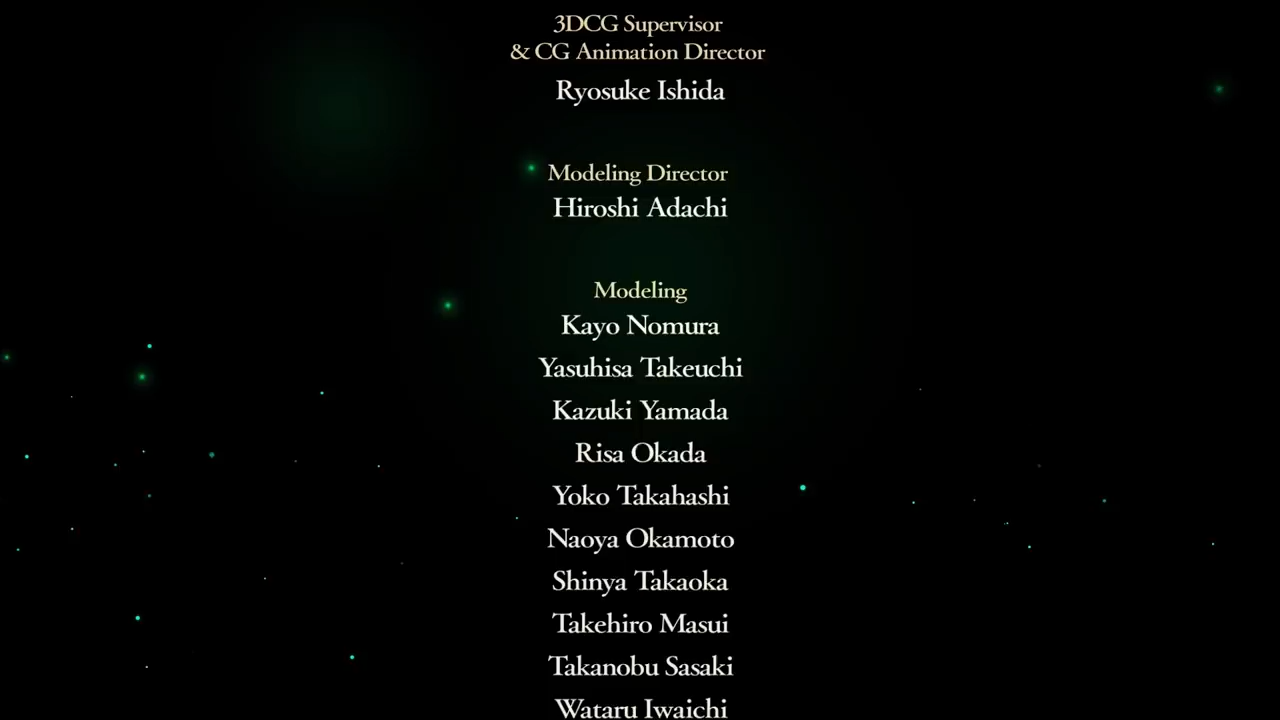 3DCG Supervisor
& CG Animation Director
Ryosuke Ishida
Modeling Director
Hiroshi Adachi
Modeling
Kayo Nomura
Yasuhisa Takeuchi
Kazuki Yamada
Risa Okada
Yoko Takahashi
Naoya Okamoto
Shinya Takaoka
Takehiro Masui
Takanobu Sasaki
Wataru Iwaichi